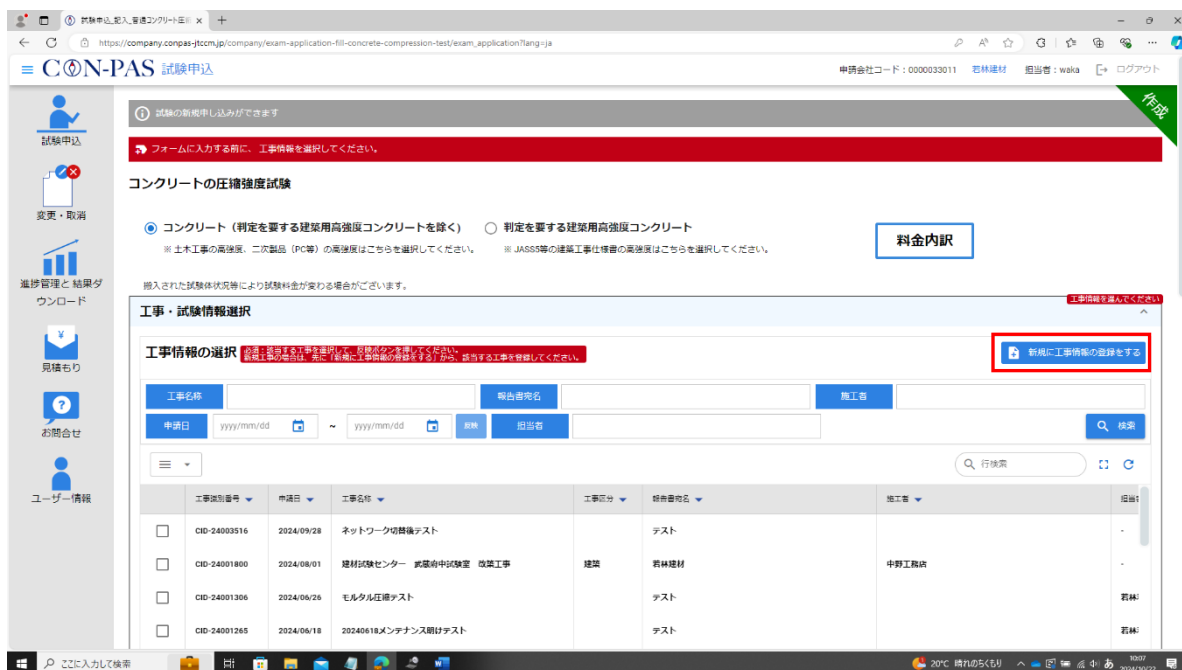 試験申込_記入_普通コンクリート圧縮
https://company.conpas-jtccm.jp/company/exam-application-fill-concrete-compression-test/exam_application?lang=ja
CON-PAS 試験申込
申請会社コード：0000033011 若林建材 担当者：waka ログアウト
作成
試験申込
変更・取消
進捗管理と 結果ダ
ウンロード
見積もり
お問合せ
ユーザー情報
試験の新規申し込みができます
フォームに入力する前に、工事情報を選択してください。
コンクリートの圧縮強度試験
コンクリート（判定を要する建築用高強度コンクリートを除く） 判定を要する建築用高強度コンクリート
※ 土木工事の高強度、二次製品（PC等）の高強度はこちらを選択してください。 ※ JASS5等の建築工事仕様書の高強度はこちらを選択してください。
料金内訳
搬入された試験体状況等により試験料金が変わる場合がございます。
工事情報を選んでください
工事・試験情報選択
工事情報の選択
必須：該当する工事を選択して、反映ボタンを押してください。
新規工事の場合は、先に「新規に工事情報の登録をする」から、該当する工事を登録してください。
新規に工事情報の登録をする
工事名称 報告書宛名 施工者
申請日 yyyy/mm/dd ~ yyyy/mm/dd 反映 担当者 検索
行検索
工事識別番号 申請日 工事名称 工事区分 報告書宛名 施工者 担当者
CID-24003516 2024/09/28 ネットワーク切替後テスト テスト -
CID-24001800 2024/08/01 建材試験センター 武蔵府中試験室 改築工事 建築 若林建材 中野工務店 -
CID-24001306 2024/06/26 モルタル圧縮テスト テスト 若林
CID-24001265 2024/06/18 20240618メンテナンス明けテスト テスト 若林
ここに入力して検索
20°C 晴れのちくもり
あ
10:07
2024/10/22